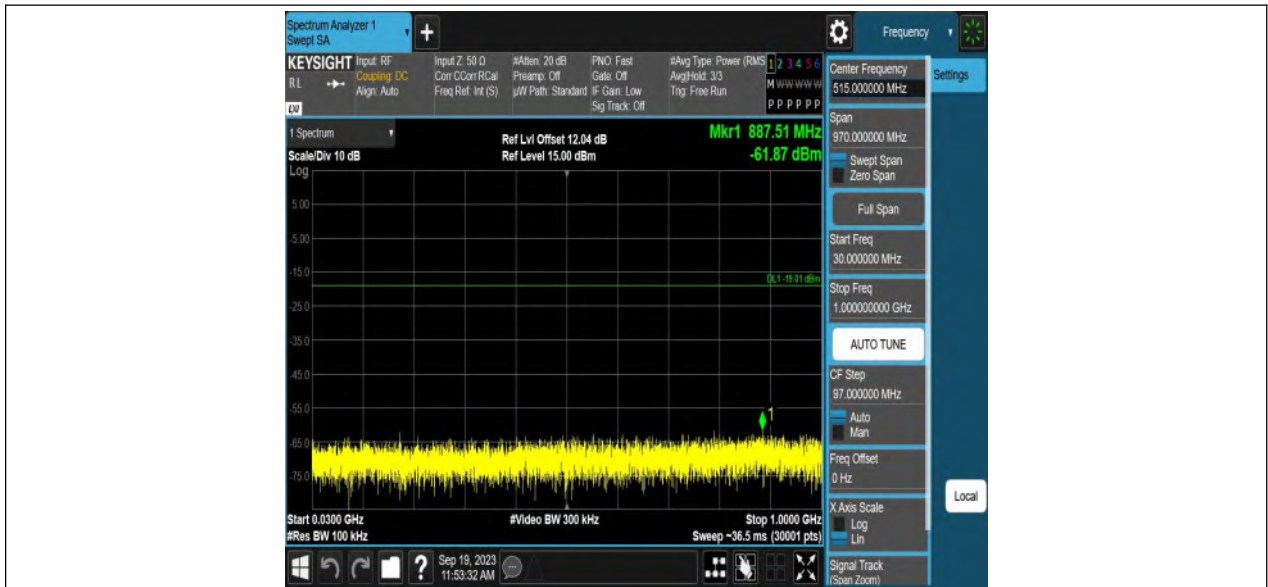 Spectrum Analyzer 1
Swept SA
+
Frequency
KEYSIGHT
RL
LXI
Input: RF
Coupling: DC
Align: Auto
Input Z: 50 Ω
Corr CCorr RCal
Freq Ref: Int (S)
#Atten: 20 dB
Preamp: Off
µW Path: Standard
PNO: Fast
Gate: Off
IF Gain: Low
Sig Track: Off
#Avg Type: Power (RMS
Avg|Hold: 3/3
Trig: Free Run
1 2 3 4 5 6
M W W W W W
P P P P P P
1 Spectrum
Scale/Div 10 dB
Log
Ref Lvl Offset 12.04 dB
Ref Level 15.00 dBm
Mkr1 887.51 MHz
-61.87 dBm
5.00
-5.00
-15.0
DL1 -19.01 dBm
-25.0
-35.0
-45.0
-55.0
1
-65.0
-75.0
Start 0.0300 GHz
#Res BW 100 kHz
#Video BW 300 kHz
Stop 1.0000 GHz
Sweep ~36.5 ms (30001 pts)
?
Sep 19, 2023
11:53:32 AM
Center Frequency
515.000000 MHz
Span
970.000000 MHz
Swept Span
Zero Span
Full Span
Start Freq
30.000000 MHz
Stop Freq
1.000000000 GHz
AUTO TUNE
CF Step
97.000000 MHz
Auto
Man
Freq Offset
0 Hz
X Axis Scale
Log
Lin
Signal Track
(Span Zoom)
Settings
Local